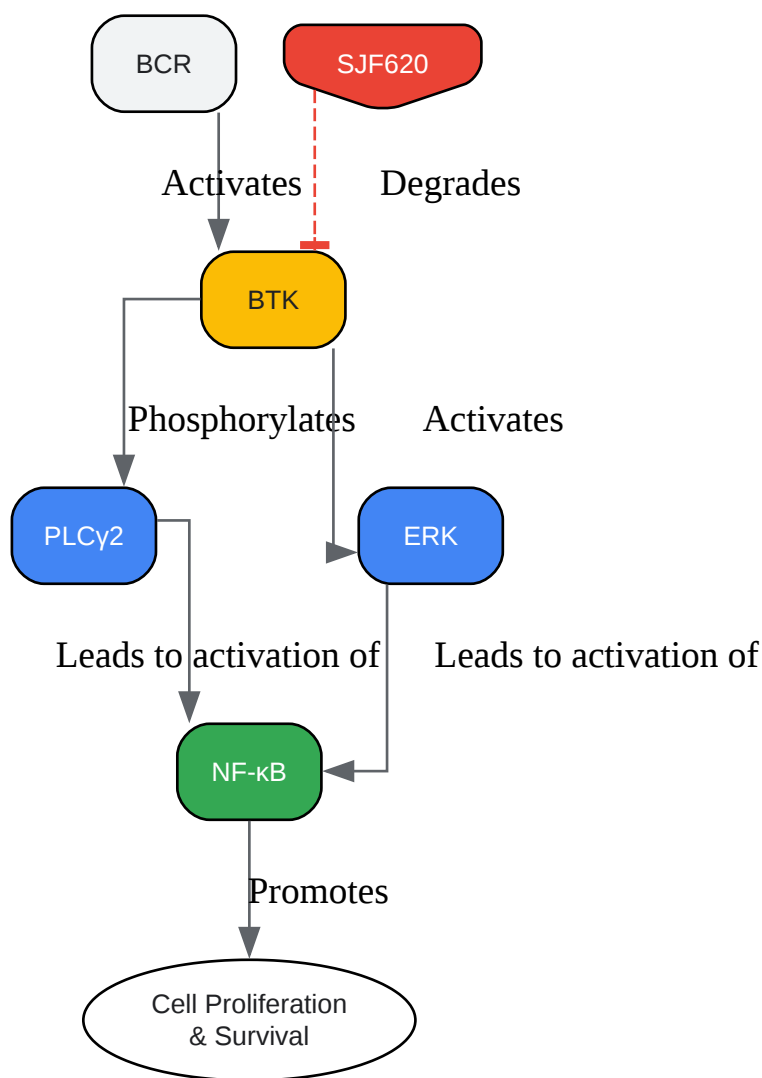 BCR
SJF620
Activates
Degrades
BTK
Phosphorylates
Activates
PLCγ2
ERK
Leads to activation of
Leads to activation of
NF-κB
Promotes
Cell Proliferation
& Survival